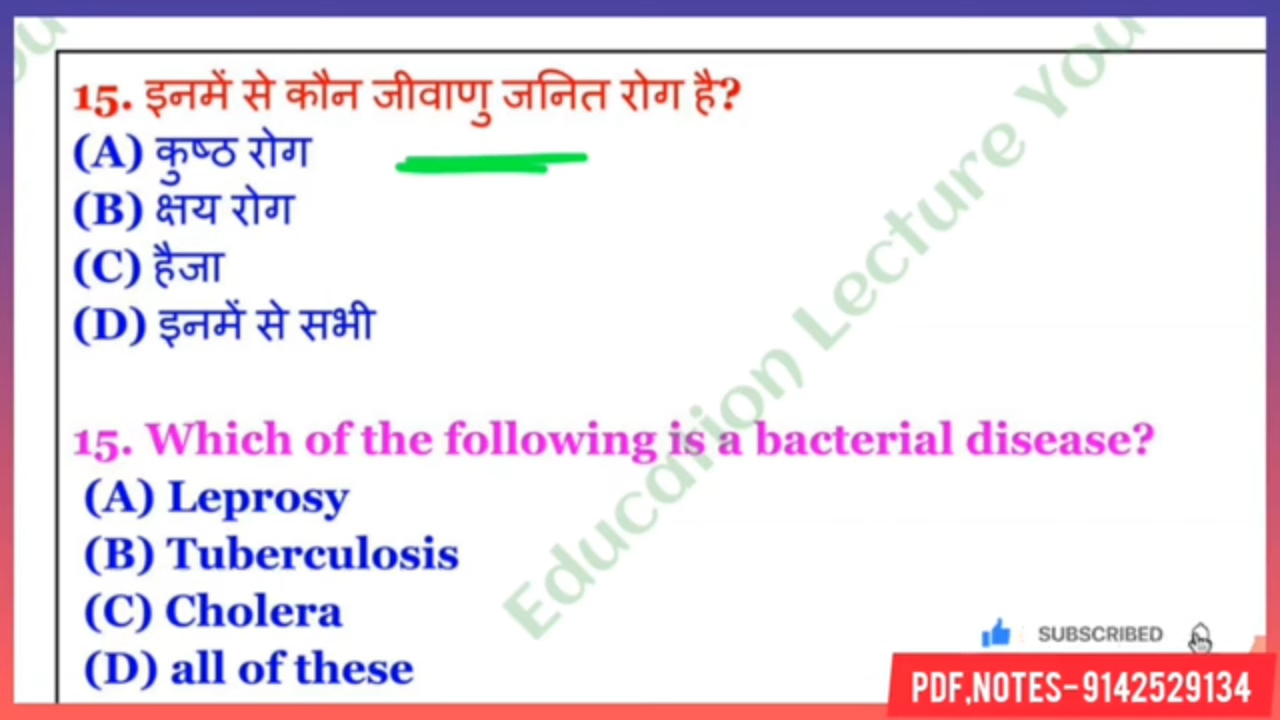 15. इनमें से कौन जीवाणु जनित रोग है?
(A) कुष्ठ रोग
(B) क्षय रोग
(C) हैजा
(D) इनमें से सभी
15. Which of the following is a bacterial disease?
(A) Leprosy
(B) Tuberculosis
(C) Cholera
(D) all of these
Education Lecture You
You
SUBSCRIBED
PDF,NOTES-9142529134